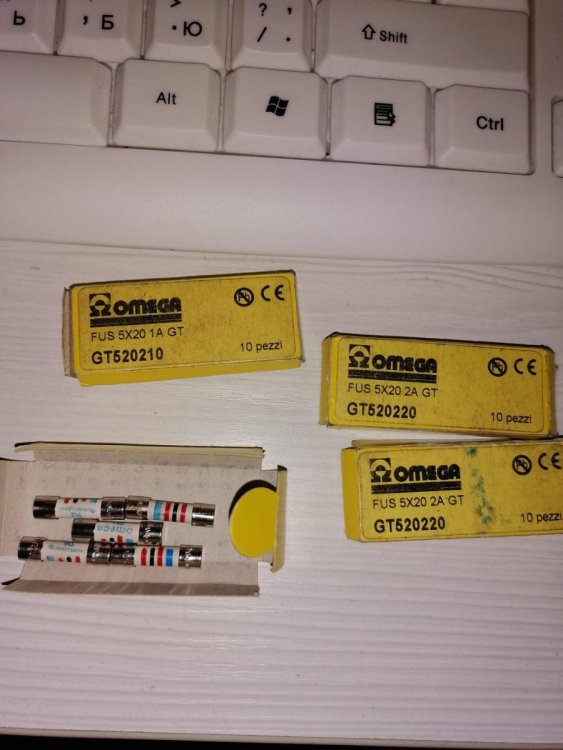 Ь
, Б
> . Ю
? , / .
Shift
Alt
Ctrl
Ω OMEGA
CE
FUS 5X20 1A GT
GT520210
10 pezzi
Ω OMEGA
CE
FUS 5X20 2A GT
GT520220
10 pezzi
Ω OMEGA
CE
FUS 5X20 2A GT
GT520220
10 pezzi
OMEGA